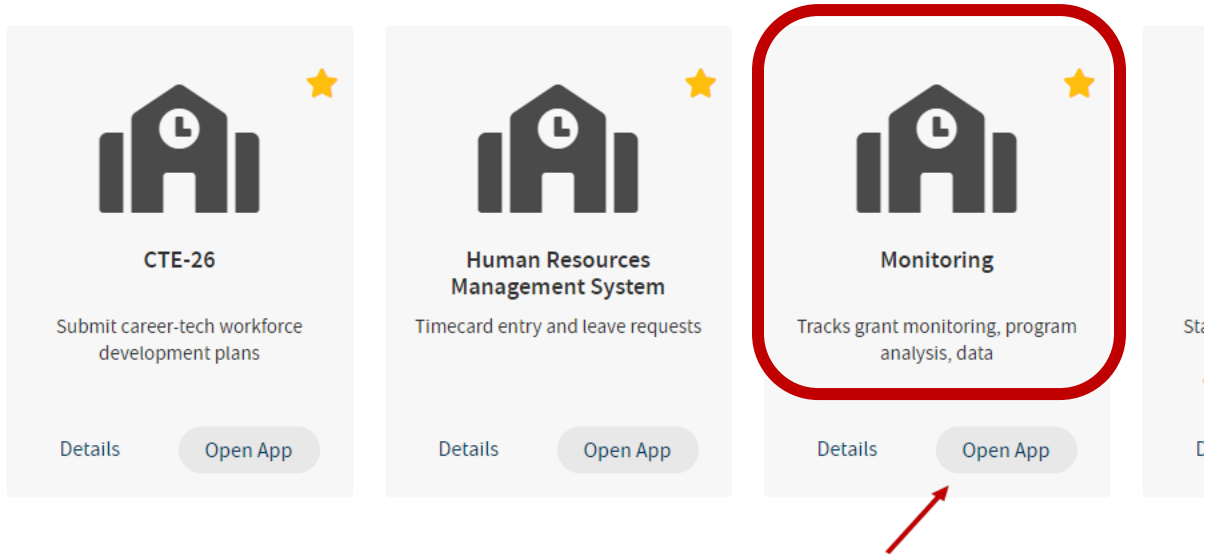 CTE-26
Submit career-tech workforce
development plans
Details
Open App
Human Resources
Management System
Timecard entry and leave requests
Details
Open App
Monitoring
Tracks grant monitoring, program
analysis, data
Details
Open App